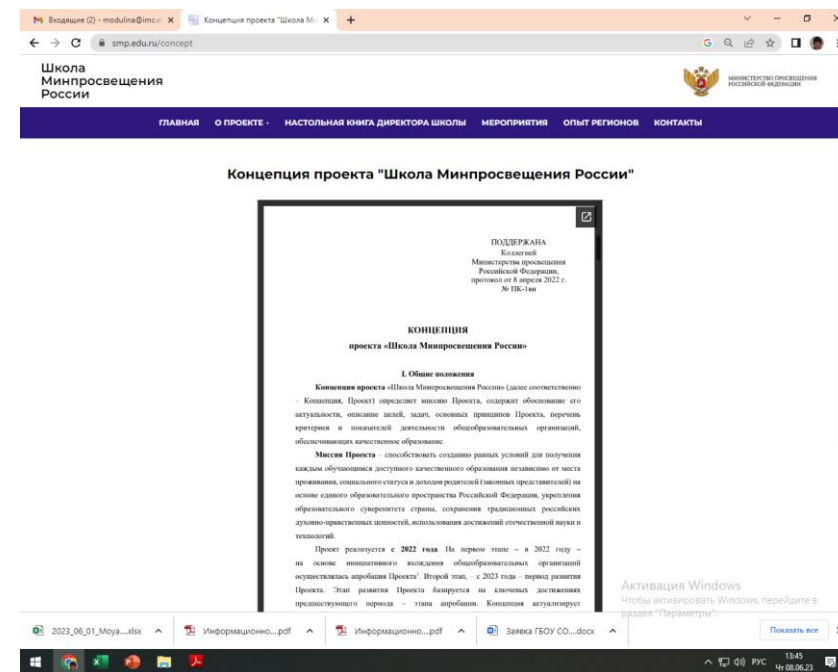 Входящие (2) - modulina@imc.e
Концепция проекта "Школа Ми
smp.edu.ru/concept
Школа
Минпросвещения
России
МИНИСТЕРСТВО ПРОСВЕЩЕНИЯ
РОССИЙСКОЙ ФЕДЕРАЦИИ
ГЛАВНАЯ О ПРОЕКТЕ НАСТОЛЬНАЯ КНИГА ДИРЕКТОРА ШКОЛЫ МЕРОПРИЯТИЯ ОПЫТ РЕГИОНОВ КОНТАКТЫ
Концепция проекта "Школа Минпросвещения России"
ПОДДЕРЖАНА
Коллегией
Министерства просвещения
Российской Федерации,
протокол от 8 апреля 2022 г.
№ ПК-1вн
КОНЦЕПЦИЯ
проекта «Школа Минпросвещения России»
I. Общие положения
Концепция проекта «Школа Минпросвещения России» (далее соответственно
– Концепция, Проект) определяет миссию Проекта, содержит обоснование его
актуальности, описание целей, задач, основных принципов Проекта, перечень
критериев и показателей деятельности общеобразовательных организаций,
обеспечивающих качественное образование.
Миссия Проекта – способствовать созданию равных условий для получения
каждым обучающимся доступного качественного образования независимо от места
проживания, социального статуса и доходов родителей (законных представителей) на
основе единого образовательного пространства Российской Федерации, укрепления
образовательного суверенитета страны, сохранения традиционных российских
духовно-нравственных ценностей, использования достижений отечественной науки и
технологий.
Проект реализуется с 2022 года. На первом этапе – в 2022 году –
на основе инициативного вхождения общеобразовательных организаций
осуществлялась апробация Проекта¹. Второй этап, – с 2023 года – период развития
Проекта. Этап развития Проекта базируется на ключевых достижениях
предшествующего периода – этапа апробации. Концепция актуализирует
Активация Windows
Чтобы активировать Windows, перейдите в
раздел "Параметры".
2023_06_01_Moya....xlsx Информационно....pdf Информационно....pdf Заявка ГБОУ СО....docx Показать все
РУС
13:45
Чт 08.06.23